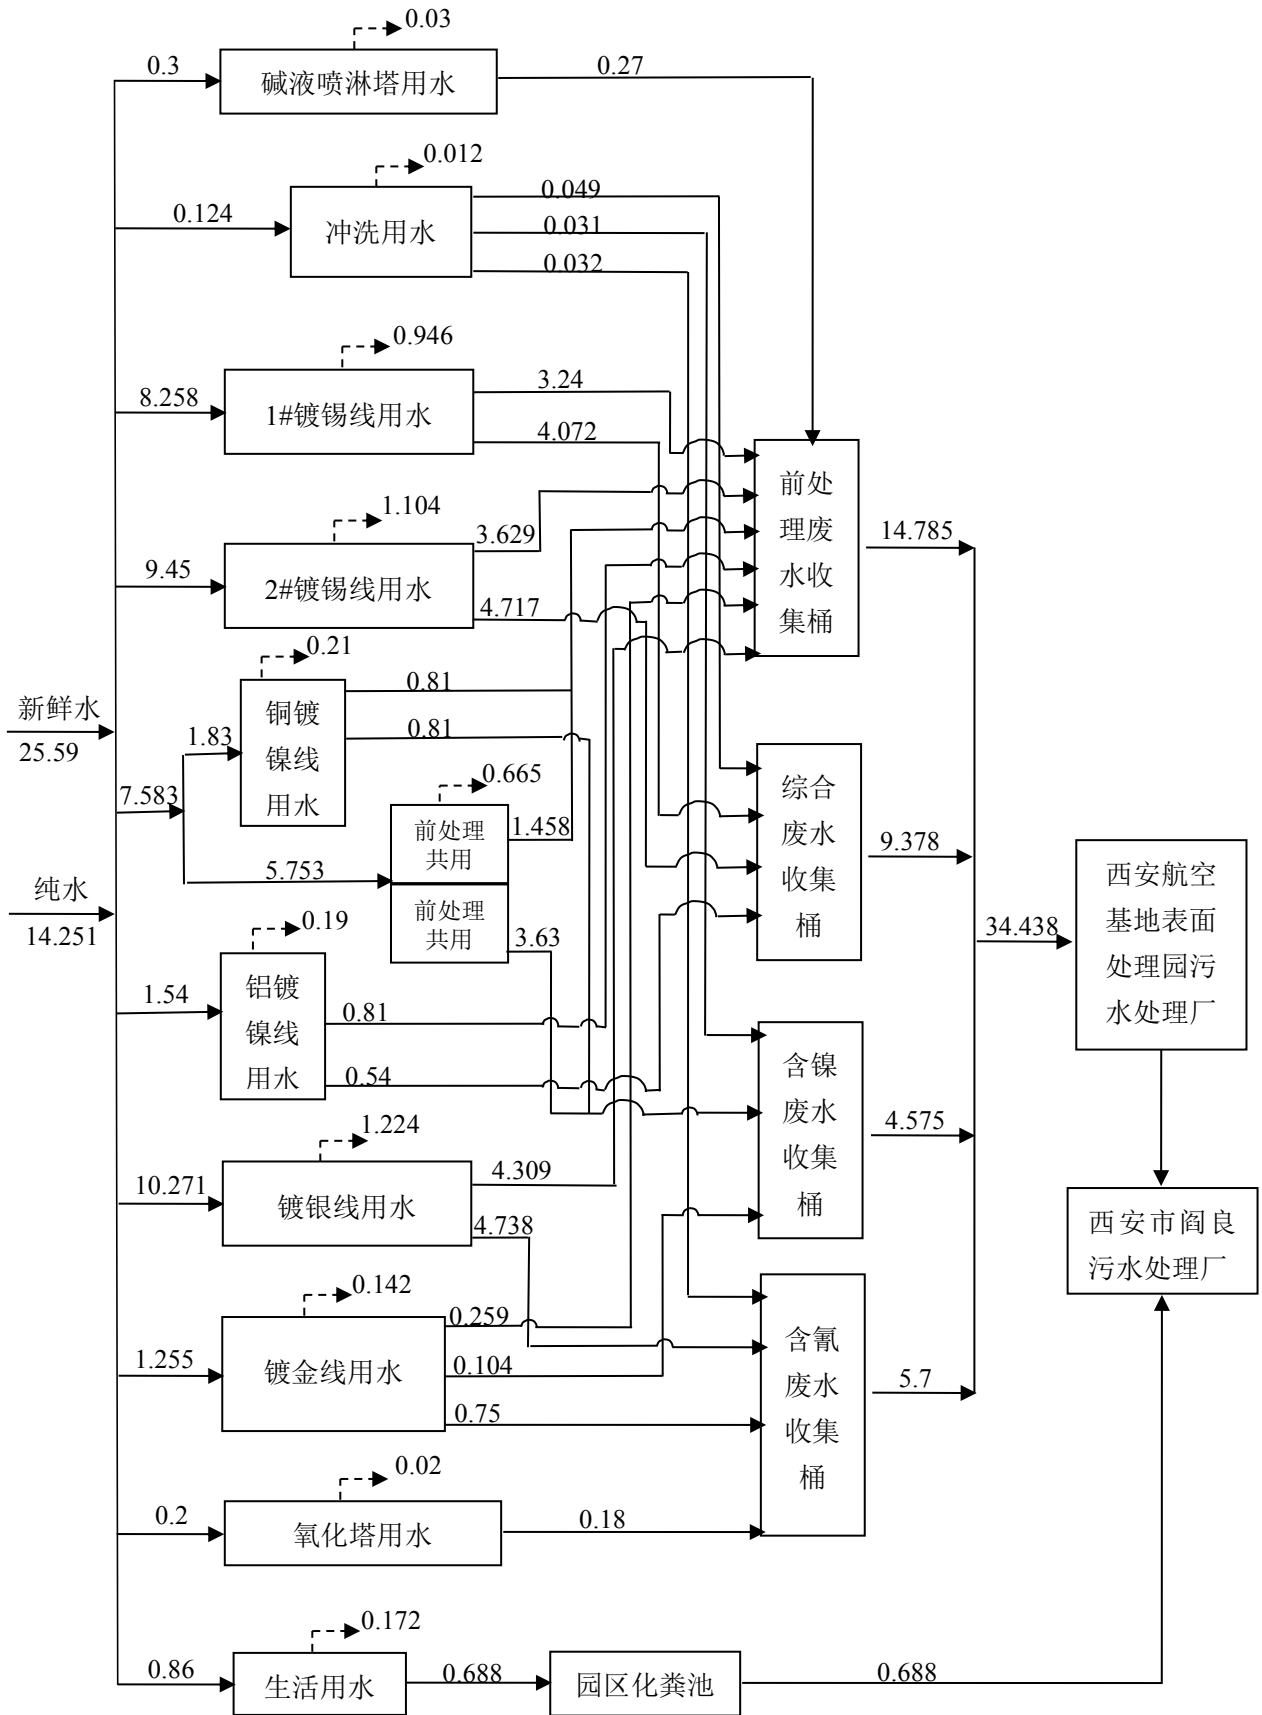 0.03
0.3
碱液喷淋塔用水
0.27
0.012
0.124
冲洗用水
0.049
0.031
0.032
0.946
8.258
1#镀锡线用水
3.24
4.072
1.104
9.45
2#镀锡线用水
3.629
4.717
前处
理废
水收
集桶
14.785
0.21
新鲜水
25.59
1.83
铜镀
镍线
用水
0.81
0.81
7.583
0.665
5.753
前处理
共用
1.458
前处理
共用
3.63
综合
废水
收集
桶
9.378
纯水
14.251
34.438
西安航空
基地表面
处理园污
水处理厂
0.19
1.54
铝镀
镍线
用水
0.81
0.54
含镍
废水
收集
桶
4.575
1.224
10.271
镀银线用水
4.309
4.738
西安市阎良
污水处理厂
0.142
1.255
镀金线用水
0.259
0.104
0.75
含氰
废水
收集
桶
5.7
0.02
0.2
氧化塔用水
0.18
0.172
0.86
生活用水
0.688
园区化粪池
0.688